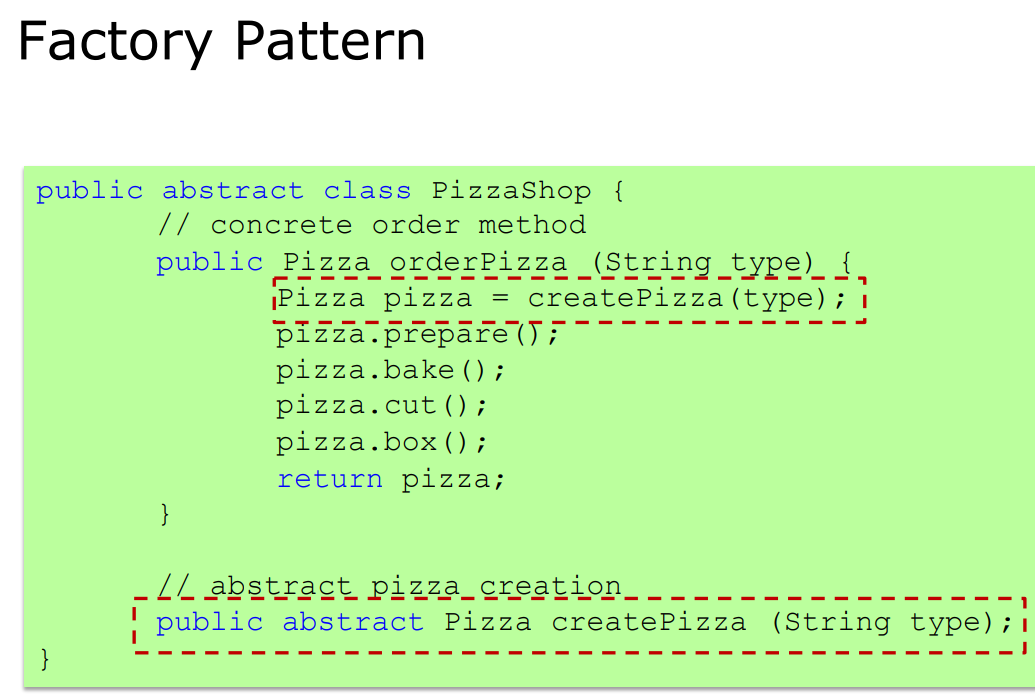 Factory Pattern
public abstract class PizzaShop {
// concrete order method
public Pizza orderPizza (String type) {
Pizza pizza = createPizza(type);
pizza.prepare();
pizza.bake();
pizza.cut();
pizza.box();
return pizza;
}
// abstract pizza creation
public abstract Pizza createPizza (String type);
}